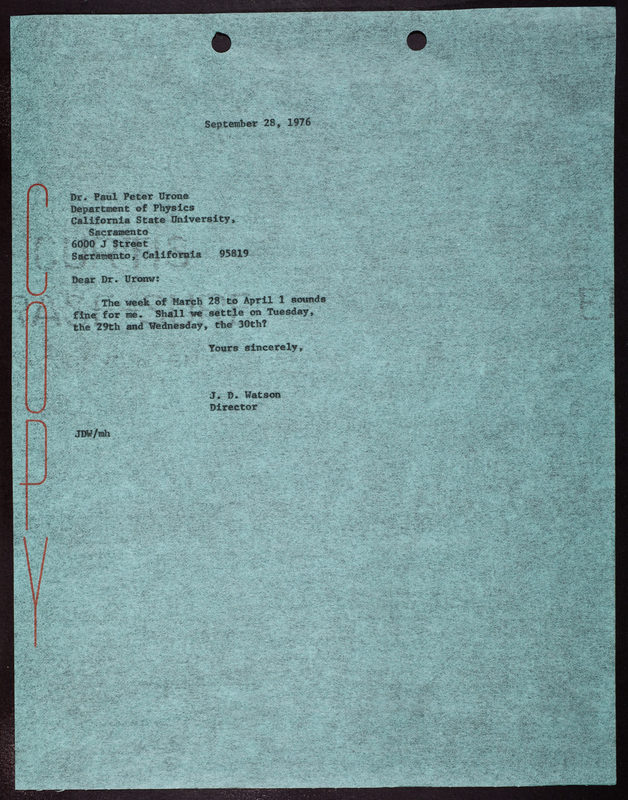 September 28, 1976
Dr. Paul Peter Urone
Department of Physics
California State University,
Sacramento
6000 J Street
Sacramento, California 95819
Dear Dr. Uronw:
The week of March 28 to April 1 sounds
fine for me. Shall we settle on Tuesday,
the 29th and Wednesday, the 30th?
Yours sincerely,
J. D. Watson
Director
JDW/mh
COPY